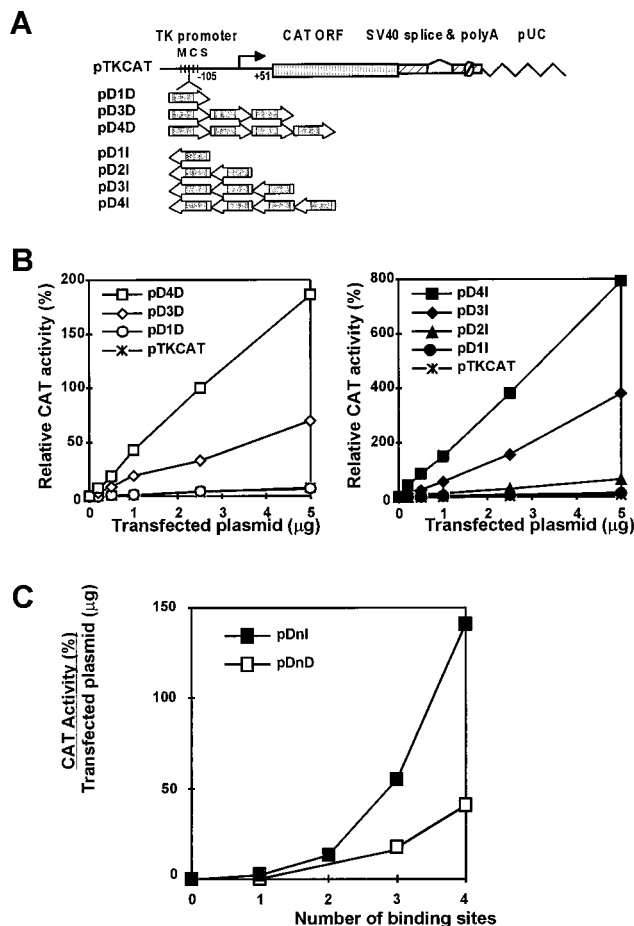 A
TK promoter CAT ORF SV40 splice & polyA pUC
M C S
pTKCAT -105 +51
pD1D
pD3D
pD4D
pD1I
pD2I
pD3I
pD4I
B
200
150
100
50
0
Relative CAT activity (%)
pD4D
pD3D
pD1D
pTKCAT
0 1 2 3 4 5
Transfected plasmid (µg)
800
600
400
200
0
Relative CAT activity (%)
pD4I
pD3I
pD2I
pD1I
pTKCAT
0 1 2 3 4 5
Transfected plasmid (µg)
C
CAT Activity (%)
Transfected plasmid (µg)
150
100
50
0
pDnI
pDnD
0 1 2 3 4
Number of binding sites